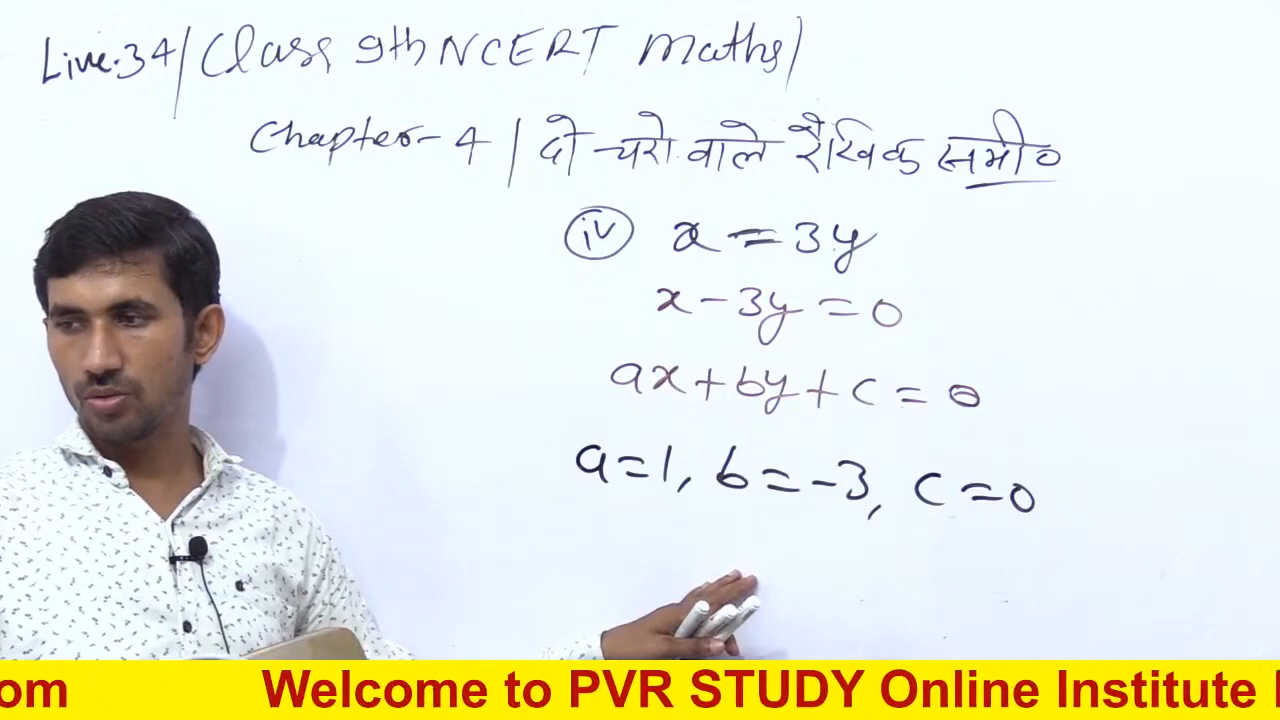 Live.34/Class 9th NCERT Maths/
Chapter-4/दो चरो वाले रैखिक समी०
iv x = 3y
x - 3y = 0
ax + by + c = 0
a=1, b=-3, c=0
om Welcome to PVR STUDY Online Institute